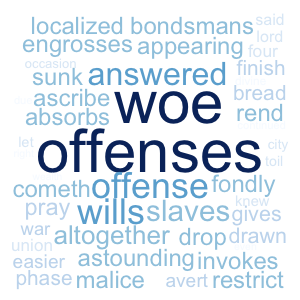 said
localized bondsmans
lord
engrosses appearing four
occasion
sunk answered finish
ascribe woe bread
absorbs rend
let offenses city
toil
cometh offense fondly
knew
pray wills slaves gives
war altogether drop drawn
union
easier astounding invokes
phase malice avert restrict